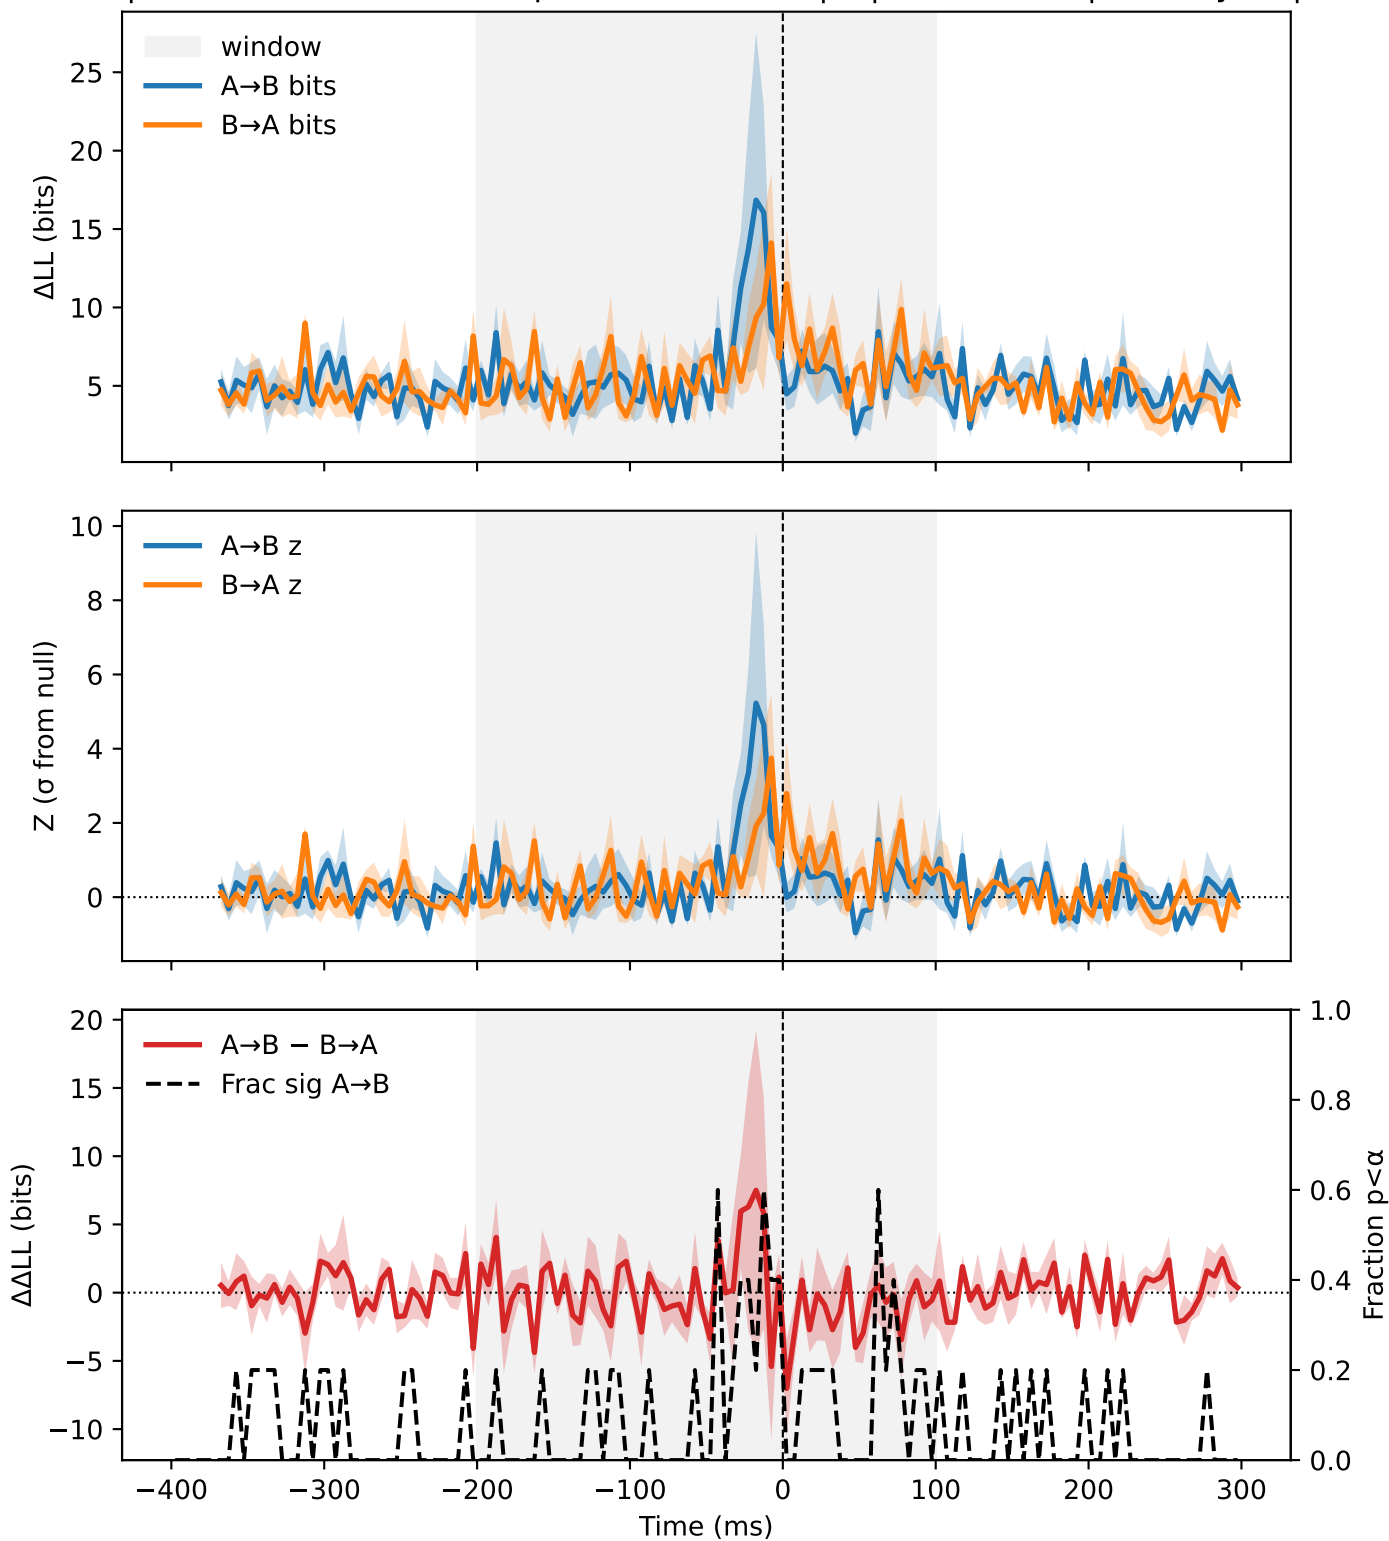 window
A→B bits
B→A bits
ΔLL (bits)
25
20
15
10
5
A→B z
B→A z
Z (σ from null)
10
8
6
4
2
0
A→B − B→A
Frac sig A→B
ΔΔLL (bits)
20
15
10
5
0
−5
−10
1.0
0.8
0.6
0.4
0.2
0.0
Fraction p<α
−400 −300 −200 −100 0 100 200 300
Time (ms)